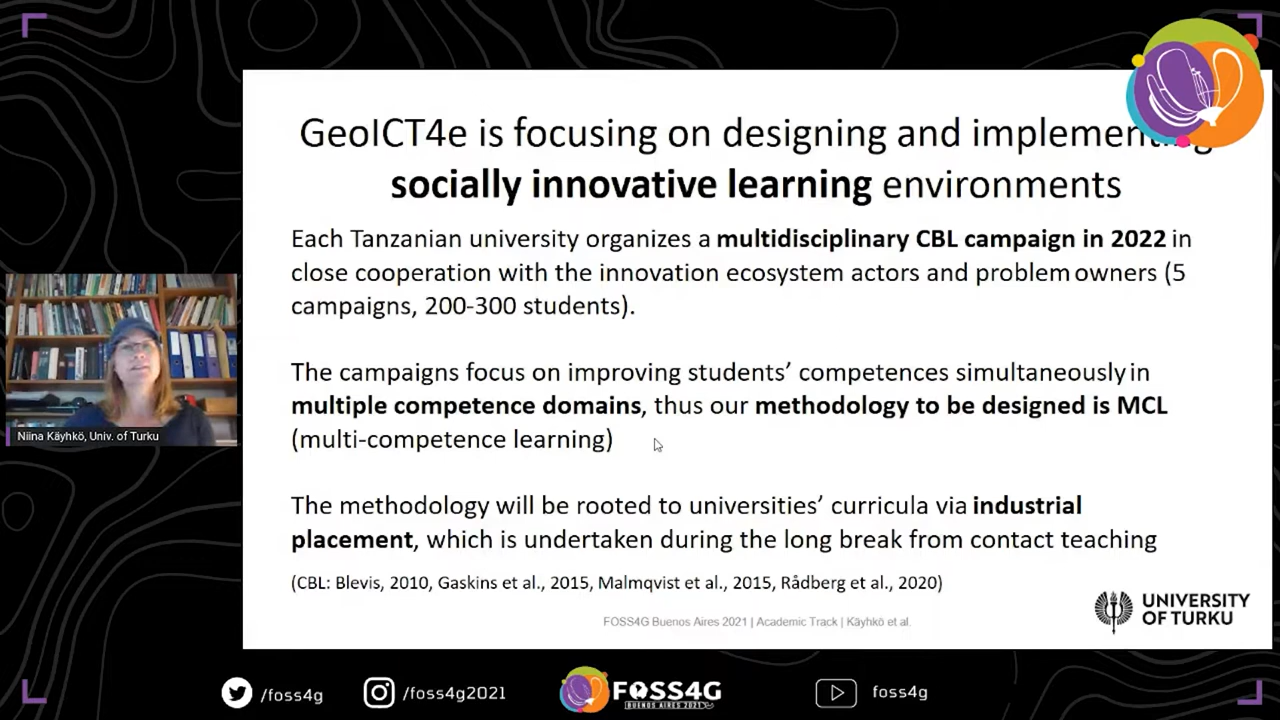 GeoICT4e is focusing on designing and implementing
socially innovative learning environments
Each Tanzanian university organizes a multidisciplinary CBL campaign in 2022 in
close cooperation with the innovation ecosystem actors and problem owners (5
campaigns, 200-300 students).
The campaigns focus on improving students’ competences simultaneously in
multiple competence domains, thus our methodology to be designed is MCL
(multi-competence learning)
The methodology will be rooted to universities’ curricula via industrial
placement, which is undertaken during the long break from contact teaching
(CBL: Blevis, 2010, Gaskins et al., 2015, Malmqvist et al., 2015, Rådberg et al., 2020)
FOSS4G Buenos Aires 2021 | Academic Track | Käyhkö et al.
UNIVERSITY
OF TURKU
Niina Käyhkö, Univ. of Turku
/foss4g
/foss4g2021
FOSS4G
BUENOS AIRES 2021
foss4g